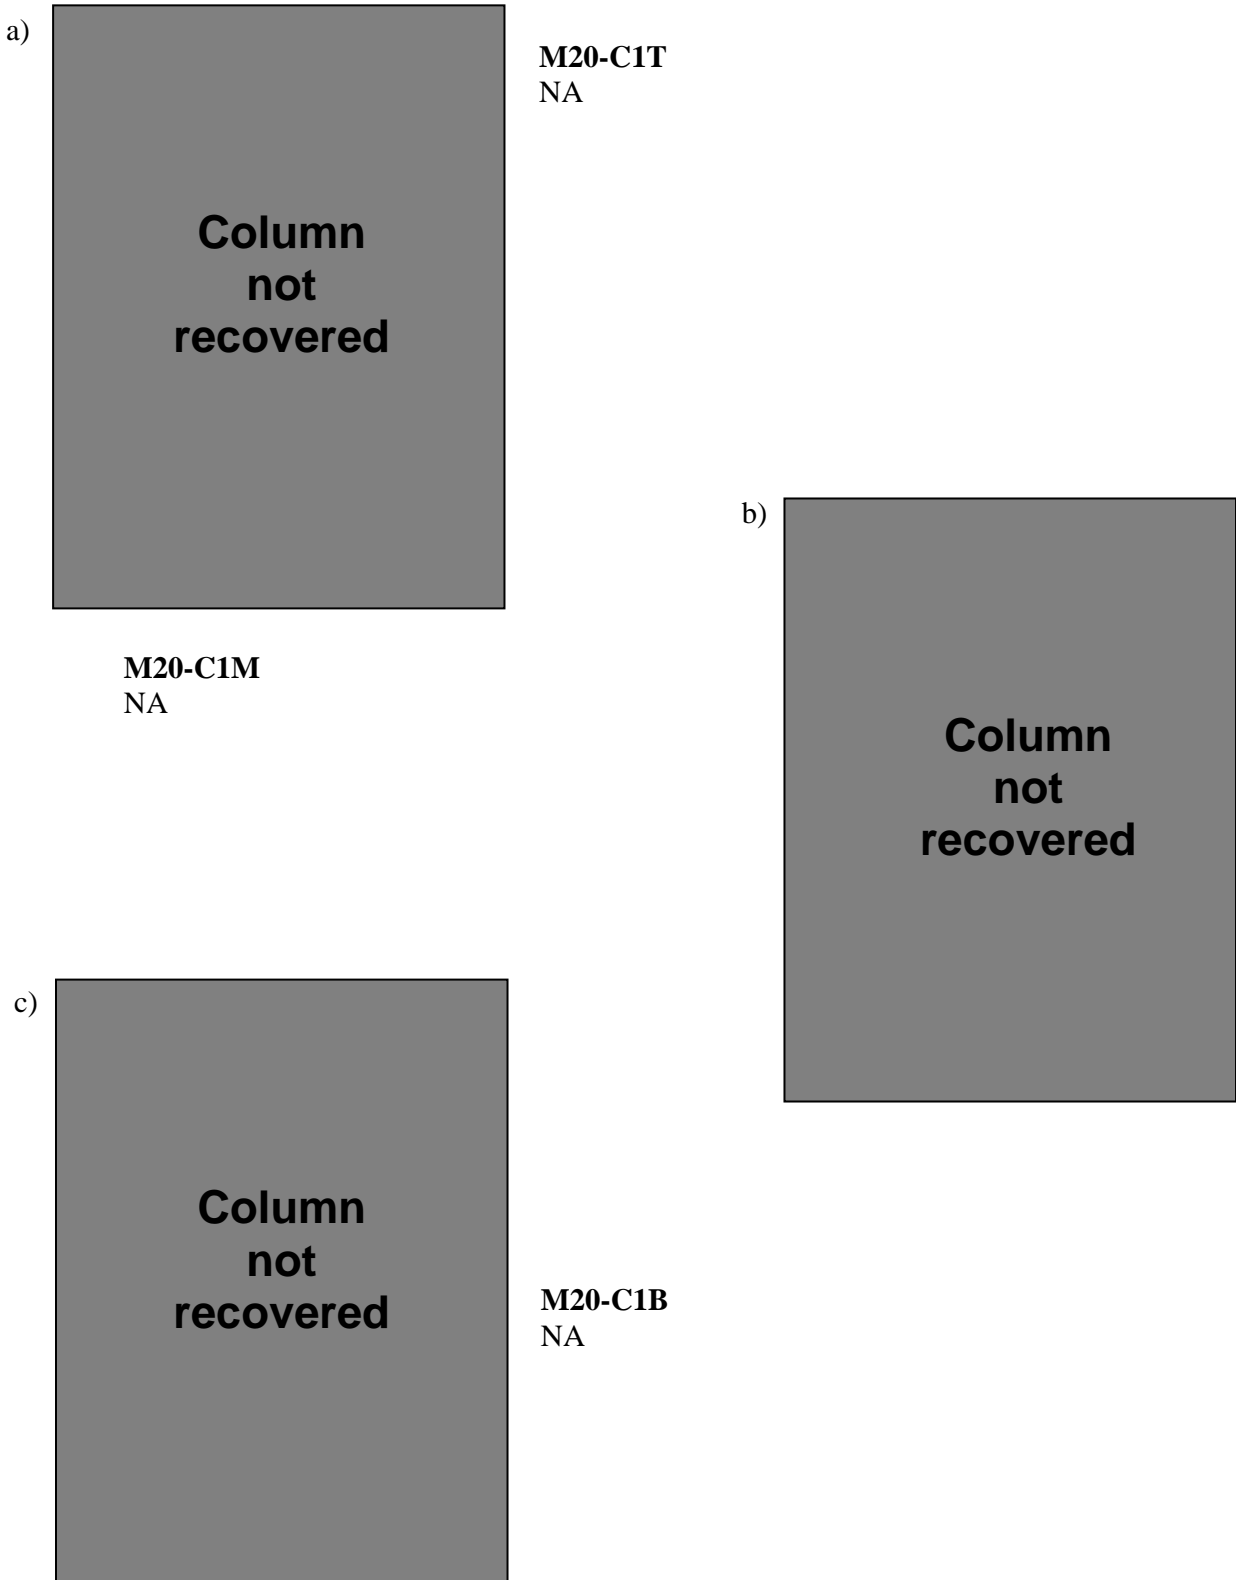 a)
Column
not
recovered
M20-C1T
NA
M20-C1M
NA
b)
Column
not
recovered
c)
Column
not
recovered
M20-C1B
NA